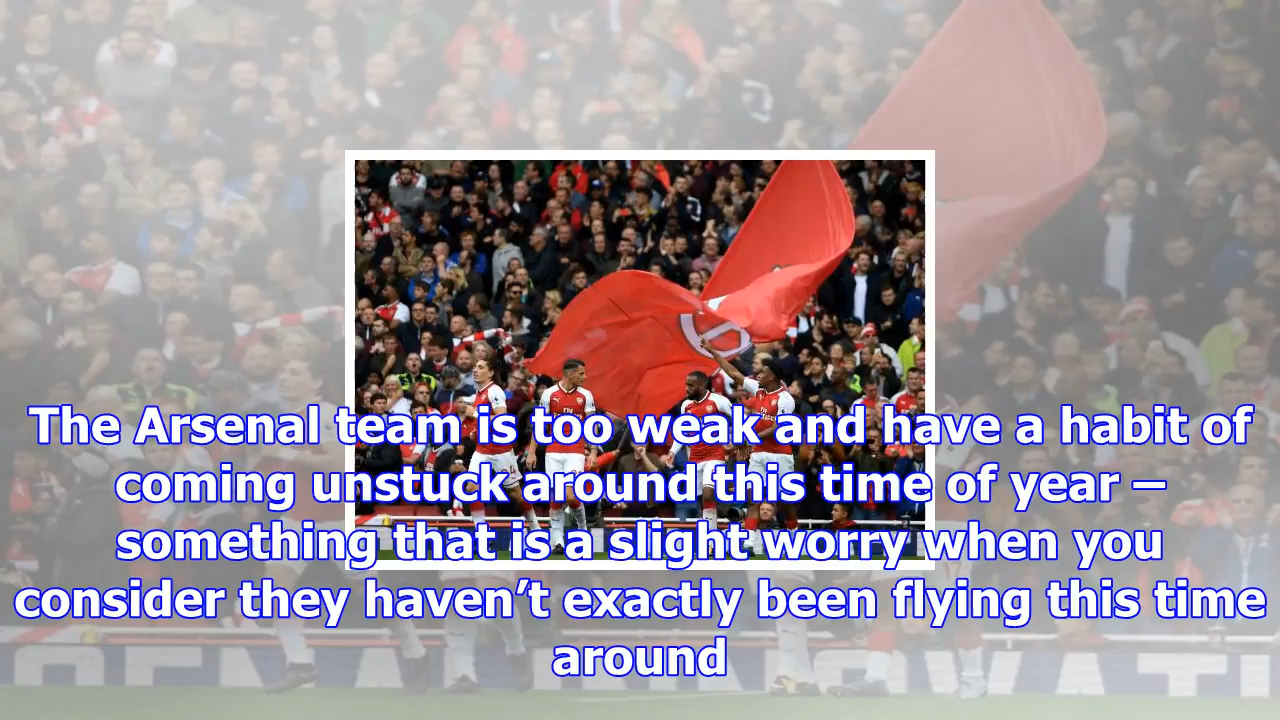 The Arsenal team is too weak and have a habit of
coming unstuck around this time of year –
something that is a slight worry when you
consider they haven’t exactly been flying this time
around